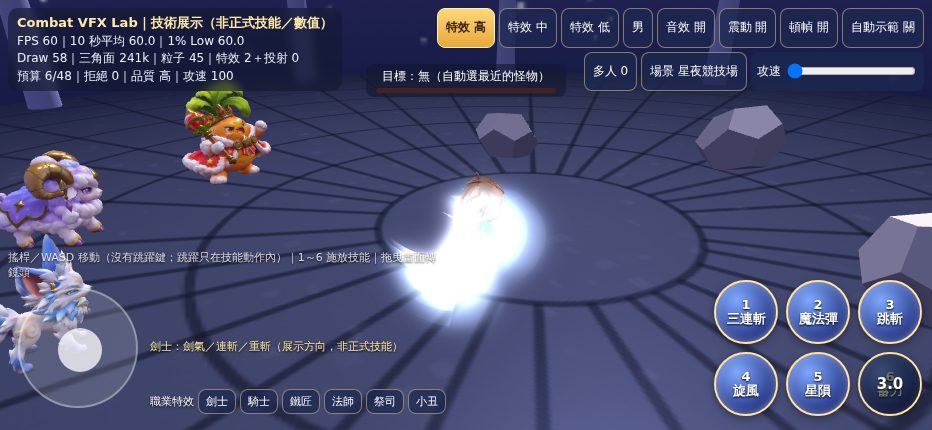 Combat VFX Lab｜技術展示（非正式技能／數值）
FPS 60｜10 秒平均 60.0｜1% Low 60.0
Draw 58｜三角面 241k｜粒子 45｜特效 2＋投射 0
預算 6/48｜拒絕 0｜品質 高｜攻速 100
特效 高
特效 中
特效 低
男
音效 開
震動 開
頓幀 開
自動示範 關
目標：無（自動選最近的怪物）
多人 0
場景 星夜競技場
攻速
搖桿／WASD 移動（沒有跳躍鍵；跳躍只在技能動作內）｜1~6 施放技能｜拖曳畫面轉
鏡頭
1
三連斬
2
魔法彈
3
跳斬
劍士：劍氣／連斬／重斬（展示方向，非正式技能）
4
旋風
5
星隕
6
3.0
蓄力
職業特效
劍士
騎士
鐵匠
法師
祭司
小丑